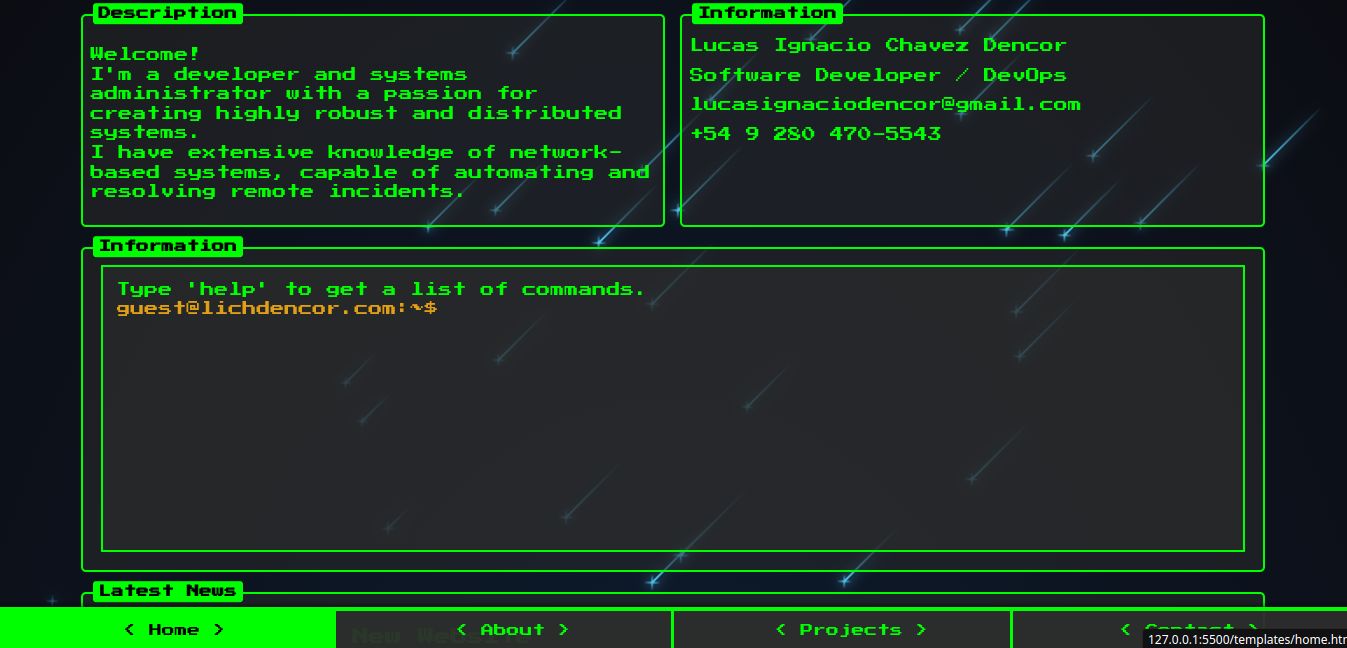 Description
Welcome!
I'm a developer and systems
administrator with a passion for
creating highly robust and distributed
systems.
I have extensive knowledge of network-
based systems, capable of automating and
resolving remote incidents.
Information
Lucas Ignacio Chavez Dencor
Software Developer / DevOps
lucasignaciodencor@gmail.com
+54 9 280 470-5543
Information
Type 'help' to get a list of commands.
guest@lichdencor.com:~$
Latest News
New
< Home > < About > < Projects > < Contact >
127.0.0.1:5500/templates/home.htm